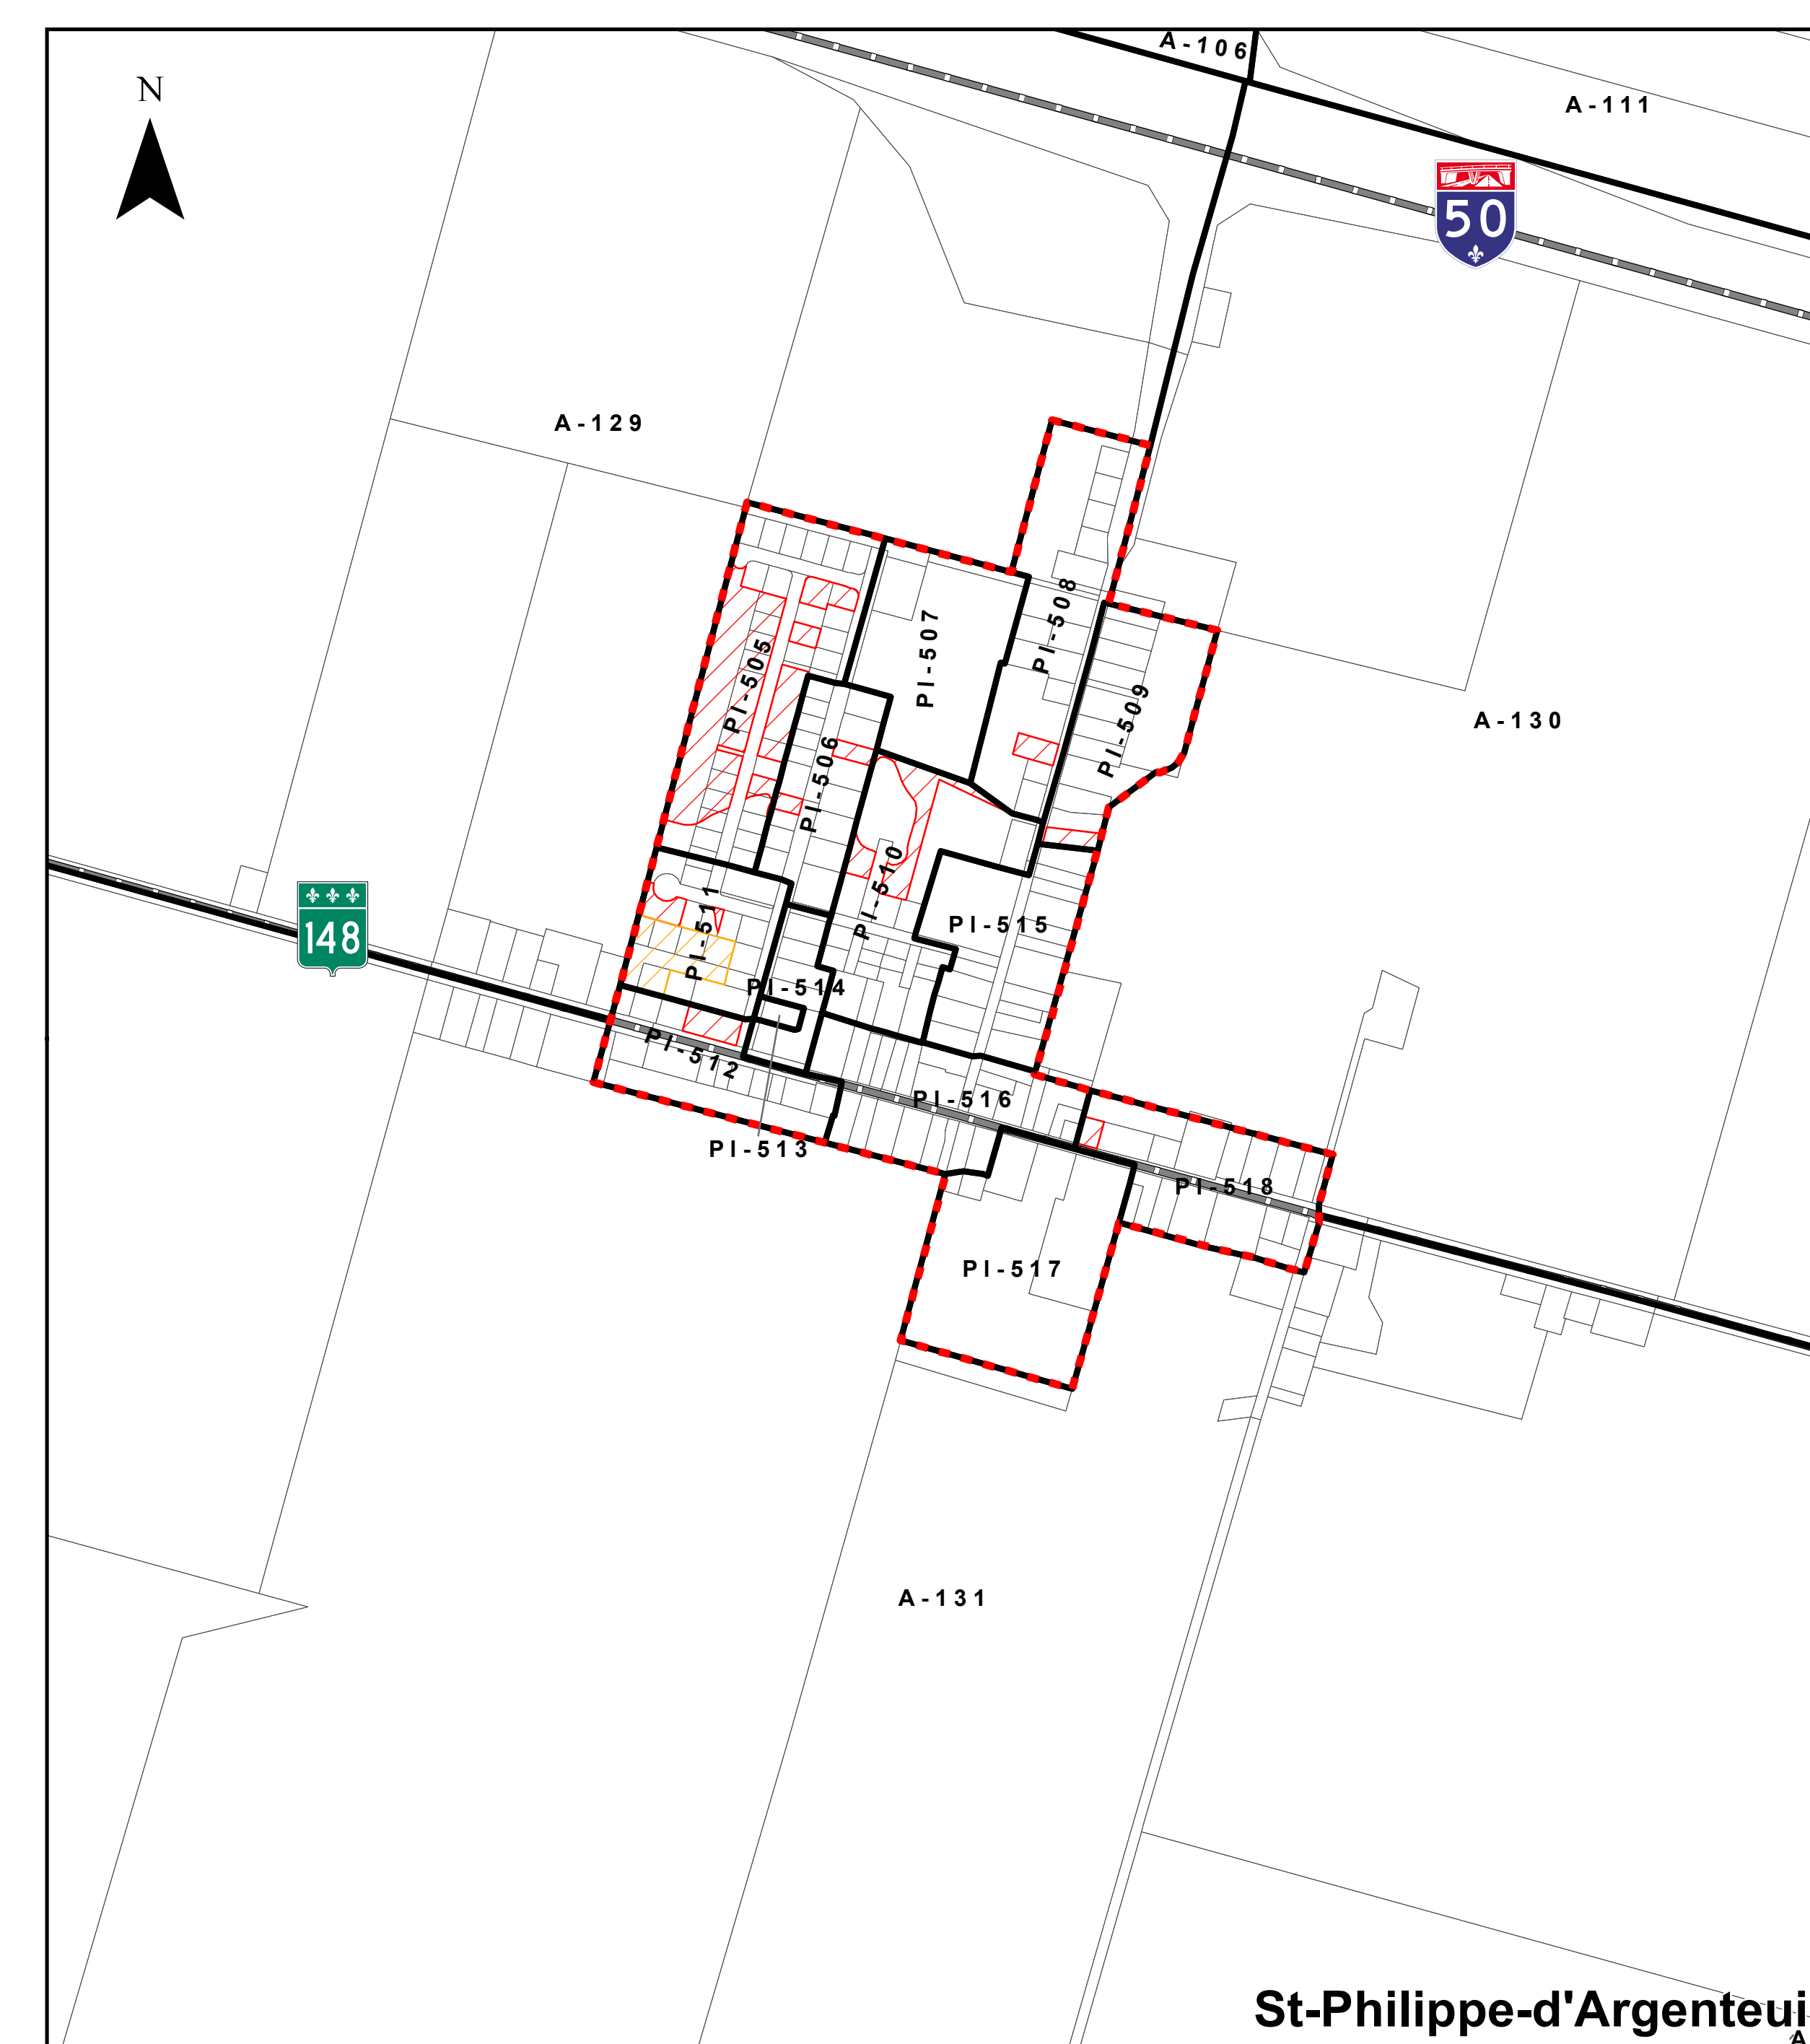 A-106
N
A-111
50
A-129
PI-508
PI-507
PI-505
PI-509
A-130
PI-506
PI-510
PI-511
PI-515
148
PI-514
PI-512
PI-516
PI-513
PI-518
PI-517
A-131
St-Philippe-d'Argenteui
A